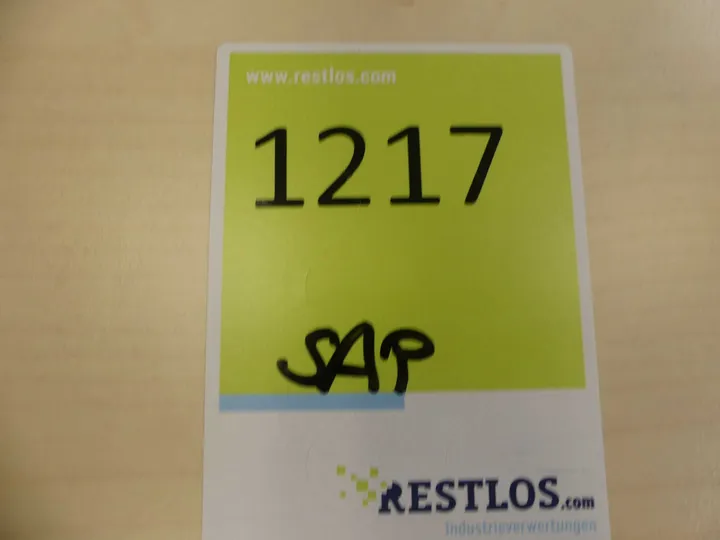 www.restlos.com
1217
SAP
RESTLOS.com
Industrieverwertungen